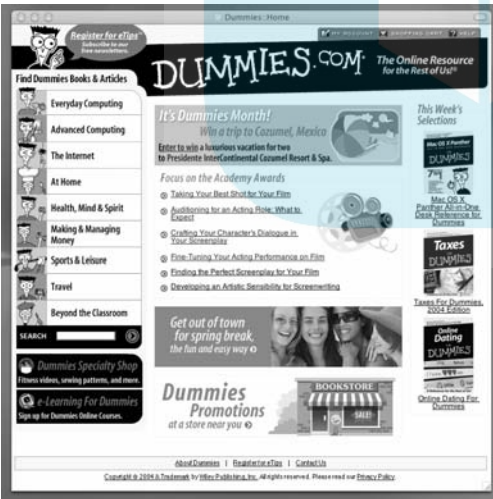 Dummies::Home
Register for eTips
Subscribe to our
free newsletters.
MY ACCOUNT
SHOPPING CART
HELP
DUMMIES.COM
The Online Resource
for the Rest of Us!®
Find Dummies Books & Articles
Everyday Computing
Advanced Computing
The Internet
At Home
Health, Mind & Spirit
Making & Managing
Money
Sports & Leisure
Travel
Beyond the Classroom
SEARCH
Dummies Specialty Shop
Fitness videos, sewing patterns, and more.
e-Learning For Dummies
Sign up for Dummies Online Courses.
It's Dummies Month!
Win a trip to Cozumel, Mexico
Enter to win a luxurious vacation for two
to Presidente InterContinental Cozumel Resort & Spa.
Focus on the Academy Awards
Taking Your Best Shot for Your Film
Auditioning for an Acting Role: What to
Expect
Crafting Your Character's Dialogue in
Your Screenplay
Fine-Tuning Your Acting Performance on Film
Finding the Perfect Screenplay for Your Film
Developing an Artistic Sensibility for Screenwriting
Get out of town
for spring break,
the fun and easy way
Dummies
Promotions
at a store near you
BOOKSTORE
SALE!
This Week's
Selections
Mac OS X Panther
DUMMIES
Mac OS X
Panther All-in-One
Desk Reference for
Dummies
Taxes
DUMMIES
Taxes For Dummies,
2004 Edition
Online
Dating
DUMMIES
Online Dating For
Dummies
About Dummies | Register for eTips | Contact Us
Copyright © 2004 & Trademark by Wiley Publishing, Inc. All rights reserved. Please read our Privacy Policy.